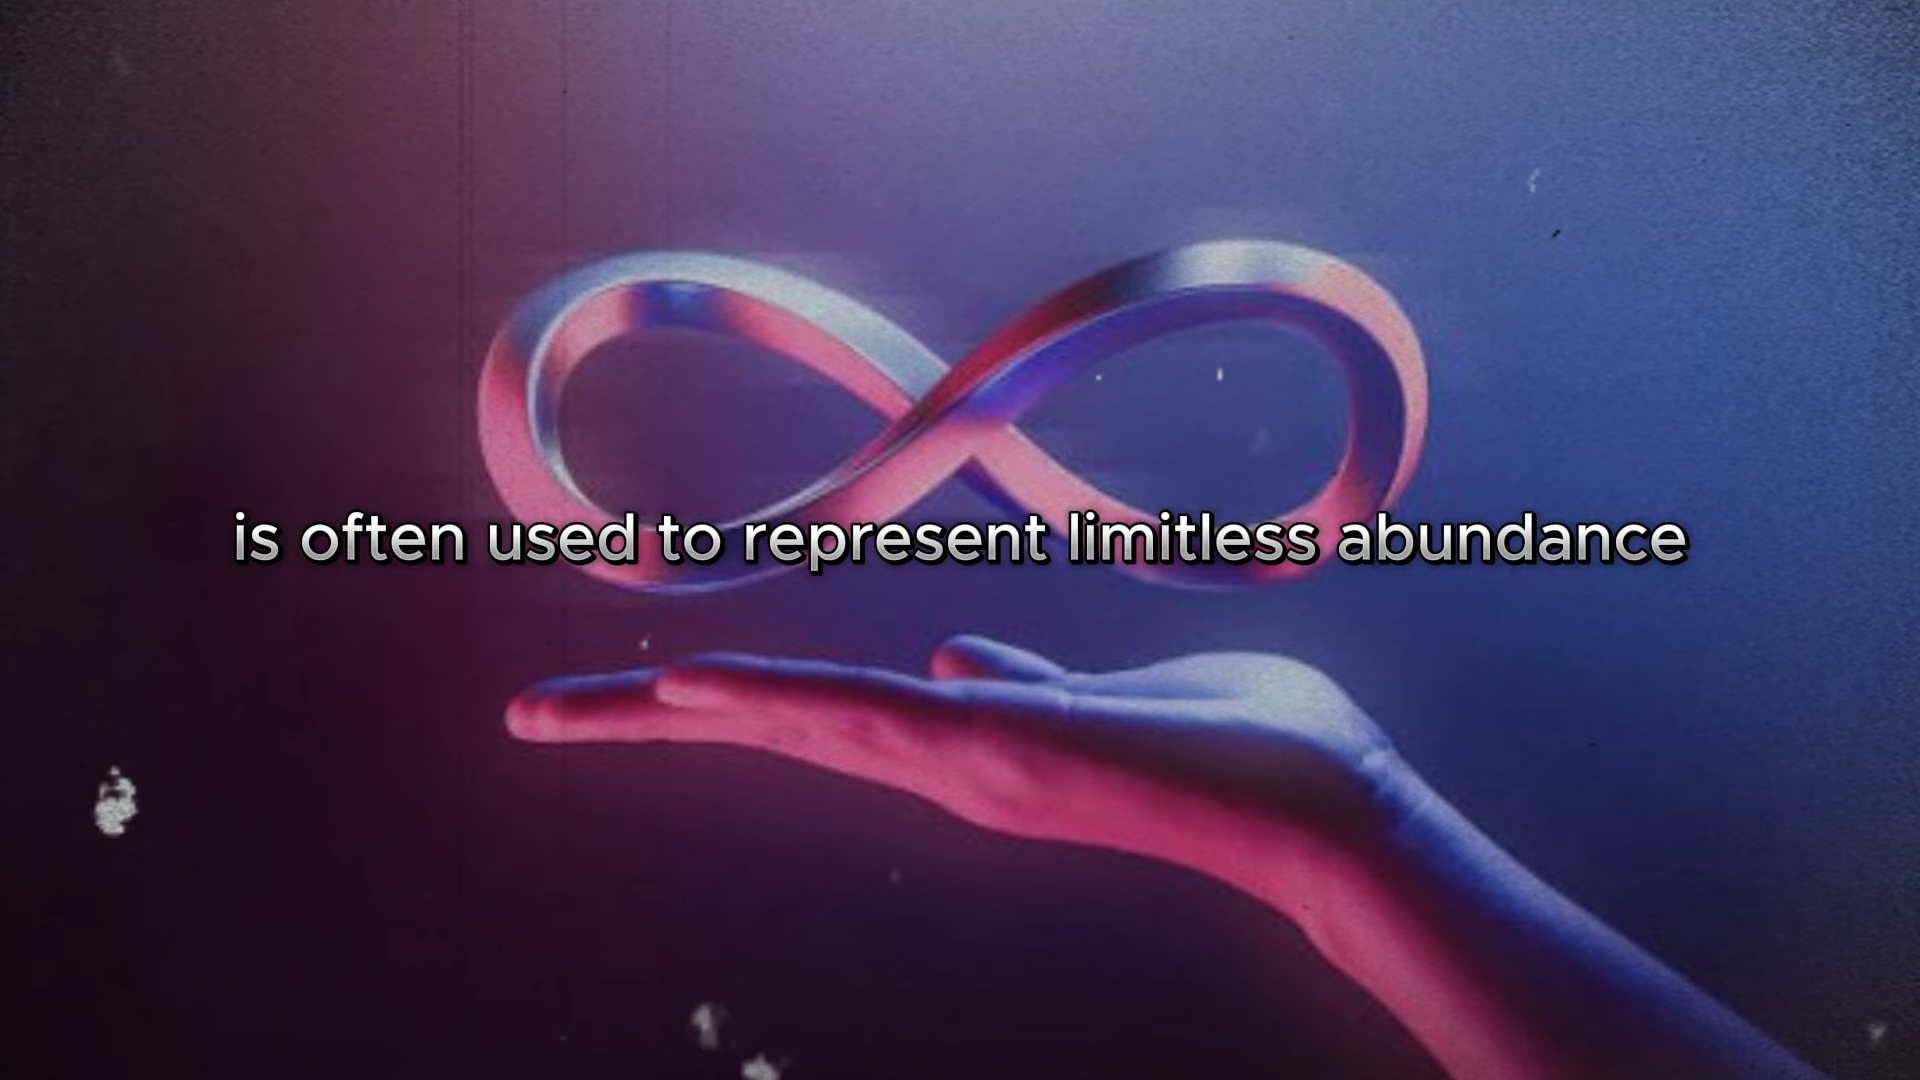 is often used to represent limitless abundance